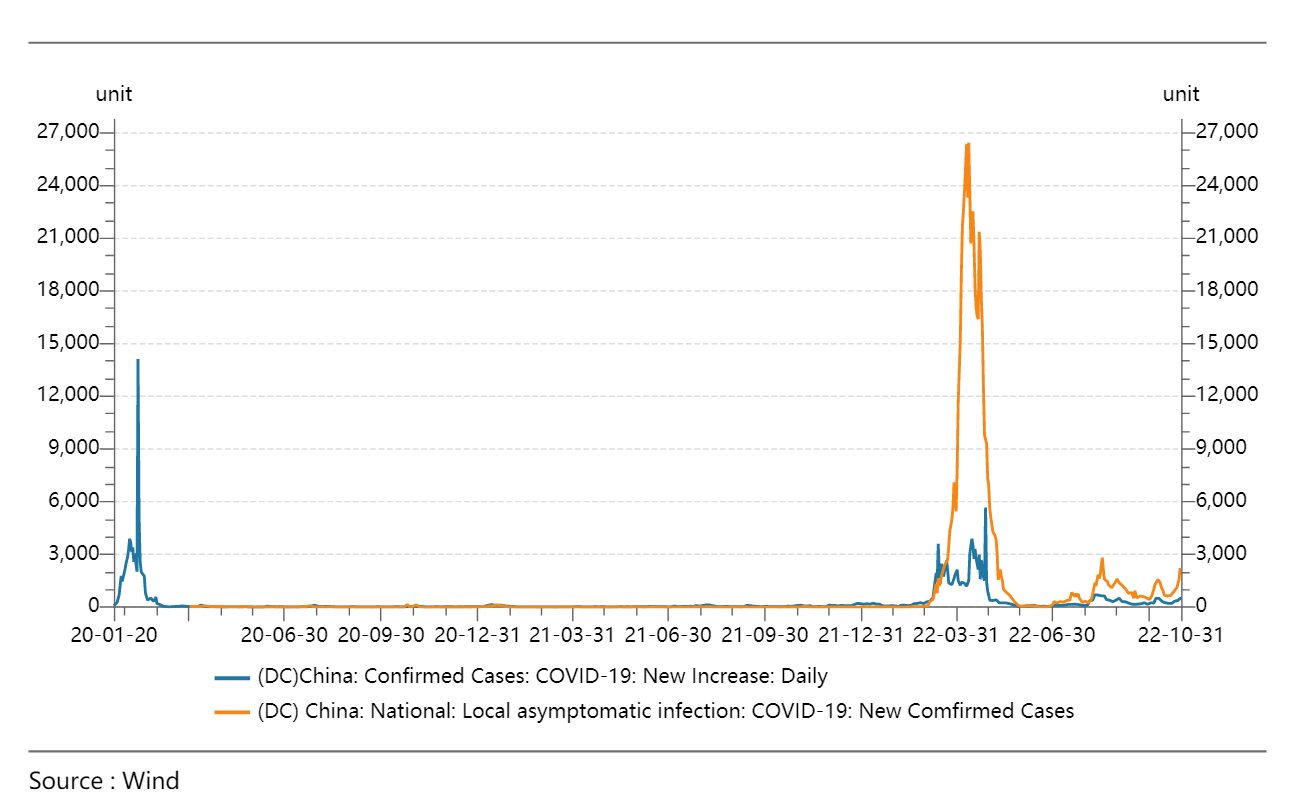 unit unit
27,000 27,000
24,000 24,000
21,000 21,000
18,000 18,000
15,000 15,000
12,000 12,000
9,000 9,000
6,000 6,000
3,000 3,000
0 0
20-01-20 20-06-30 20-09-30 20-12-31 21-03-31 21-06-30 21-09-30 21-12-31 22-03-31 22-06-30 22-10-31
(DC)China: Confirmed Cases: COVID-19: New Increase: Daily
(DC) China: National: Local asymptomatic infection: COVID-19: New Comfirmed Cases
Source : Wind